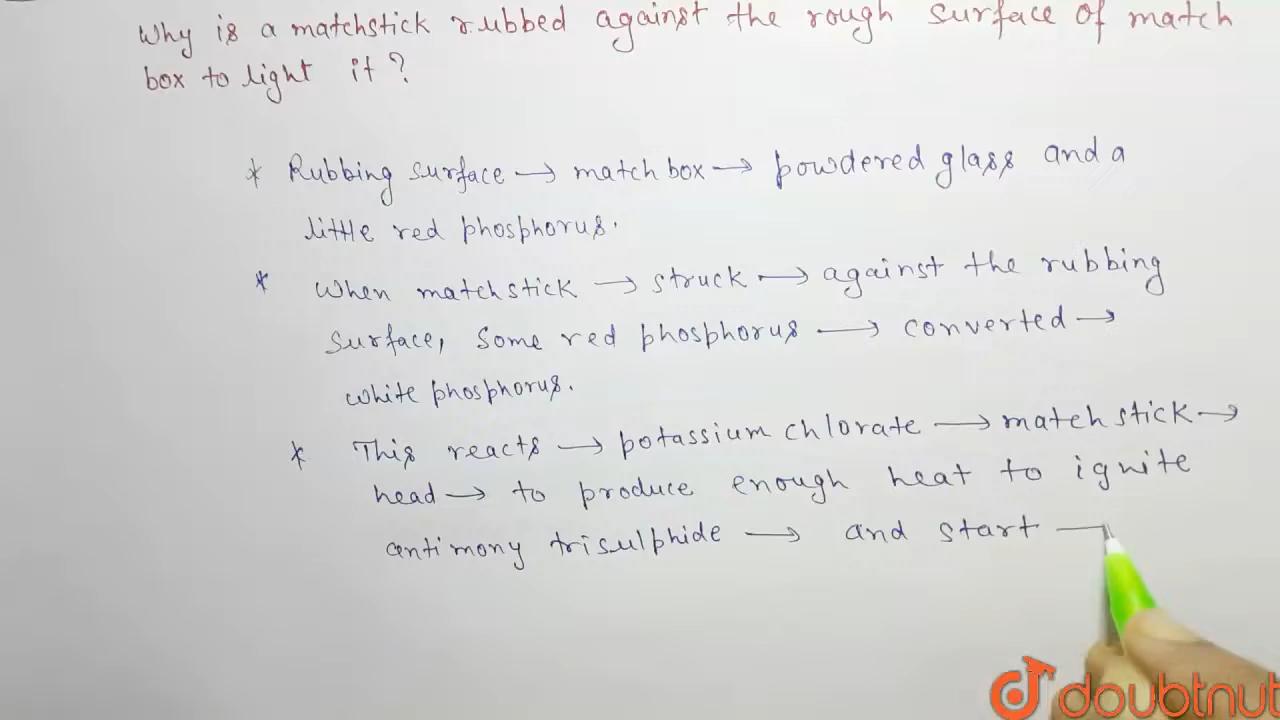 Why is a matchstick rubbed against the rough surface of match
box to light it?
* Rubbing surface → match box → powdered glass and a
little red phosphorus.
* When matchstick → struck → against the rubbing
surface, some red phosphorus → converted →
white phosphorus.
* This reacts → potassium chlorate → match stick →
head → to produce enough heat to ignite
antimony trisulphide → and start —
doubtnut